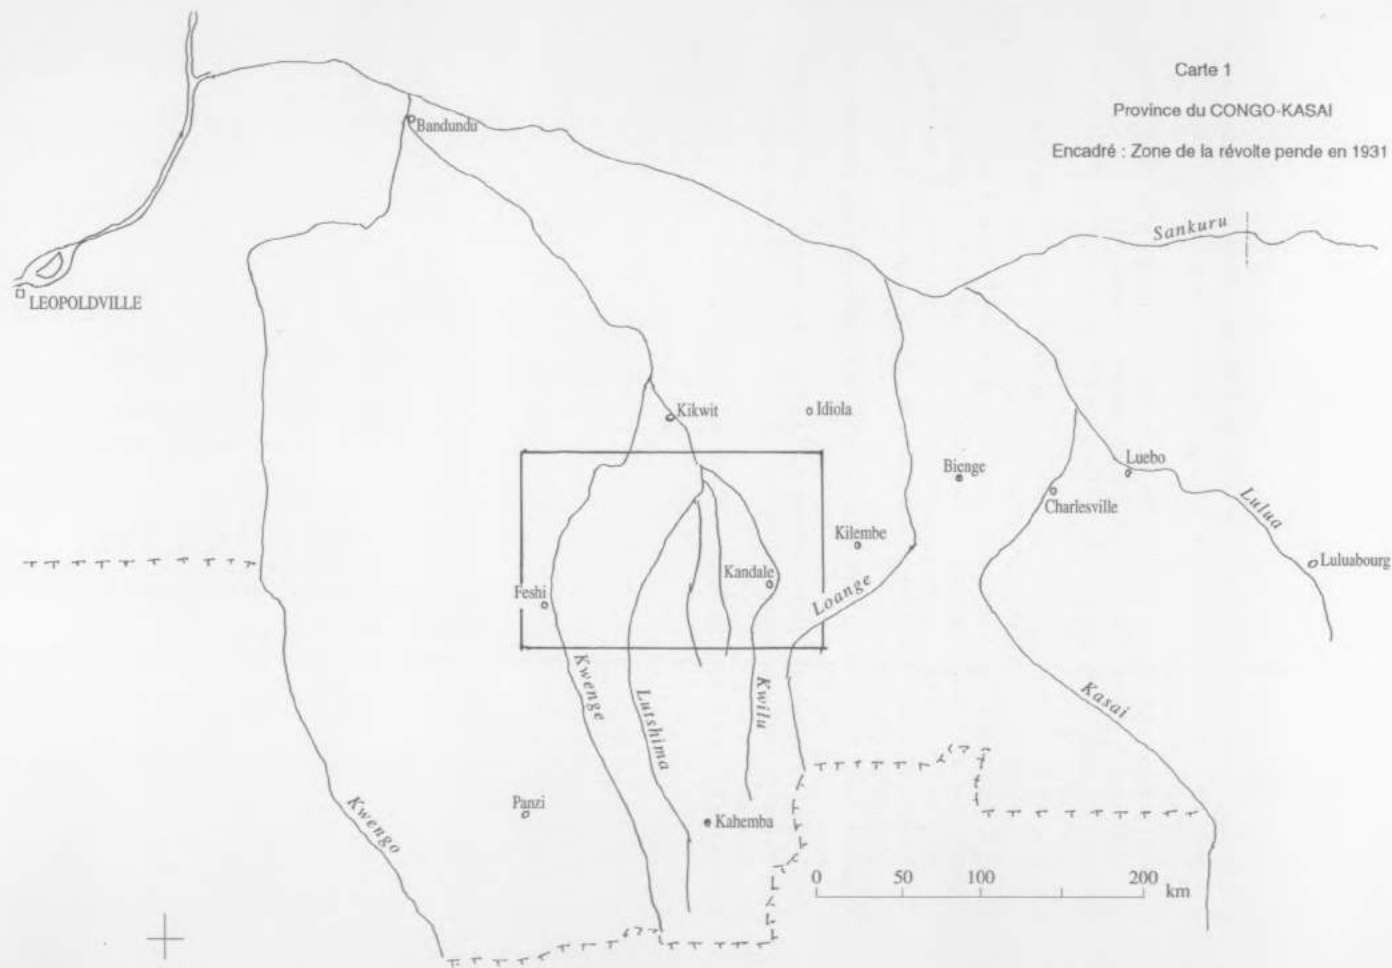 Carte 1
Province du CONGO-KASAI
Encadré : Zone de la révolte pende en 1931
Bandundu
Sankuru
LEOPOLDVILLE
Kikwit
Idiola
Bienge
Luebo
Charlesville
Lulua
Kilembe
Luluabourg
Kandale
Feshi
Loange
Kwenge
Lutshima
Kwilu
Kasai
Panzi
Kahemba
Kwengo
0 50 100 200
km